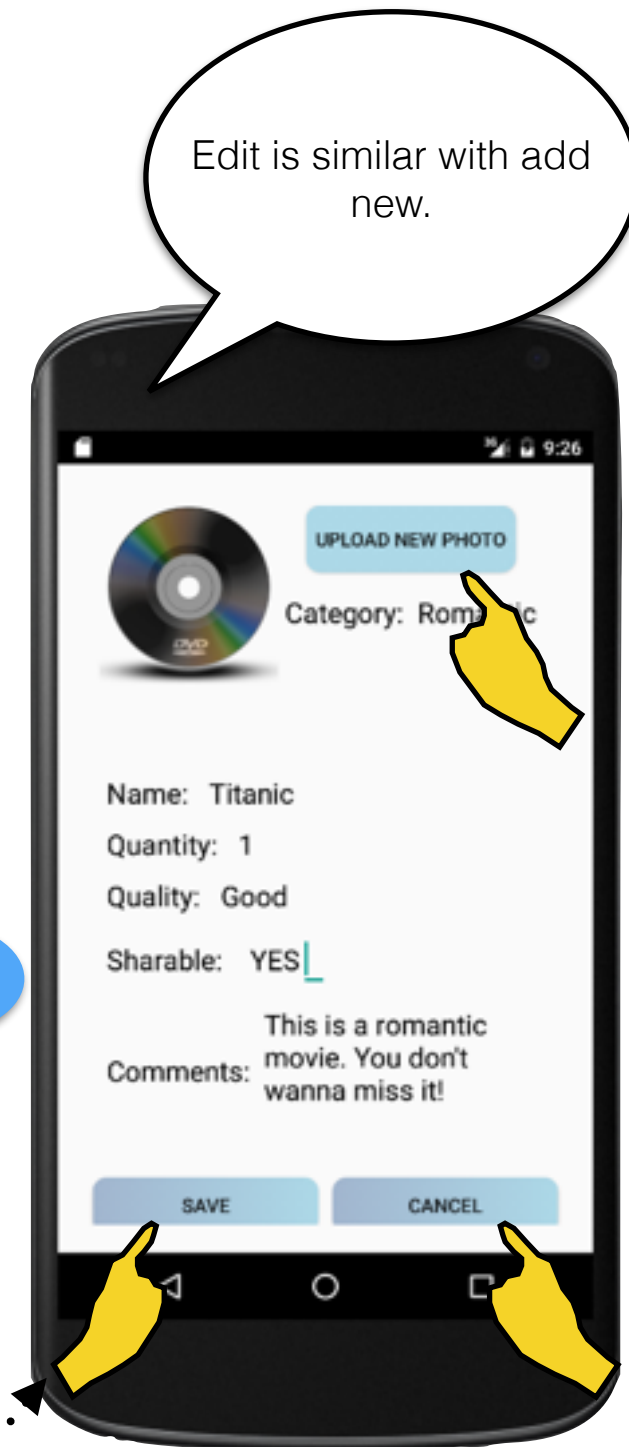 Edit is similar with add
new.
9:26
UPLOAD NEW PHOTO
DVD
Category:
Name: Titanic
Quantity: 1
Quality: Good
Sharable: YES
This is a romantic
Comments: movie. You don't
wanna miss it!
SAVE CANCEL